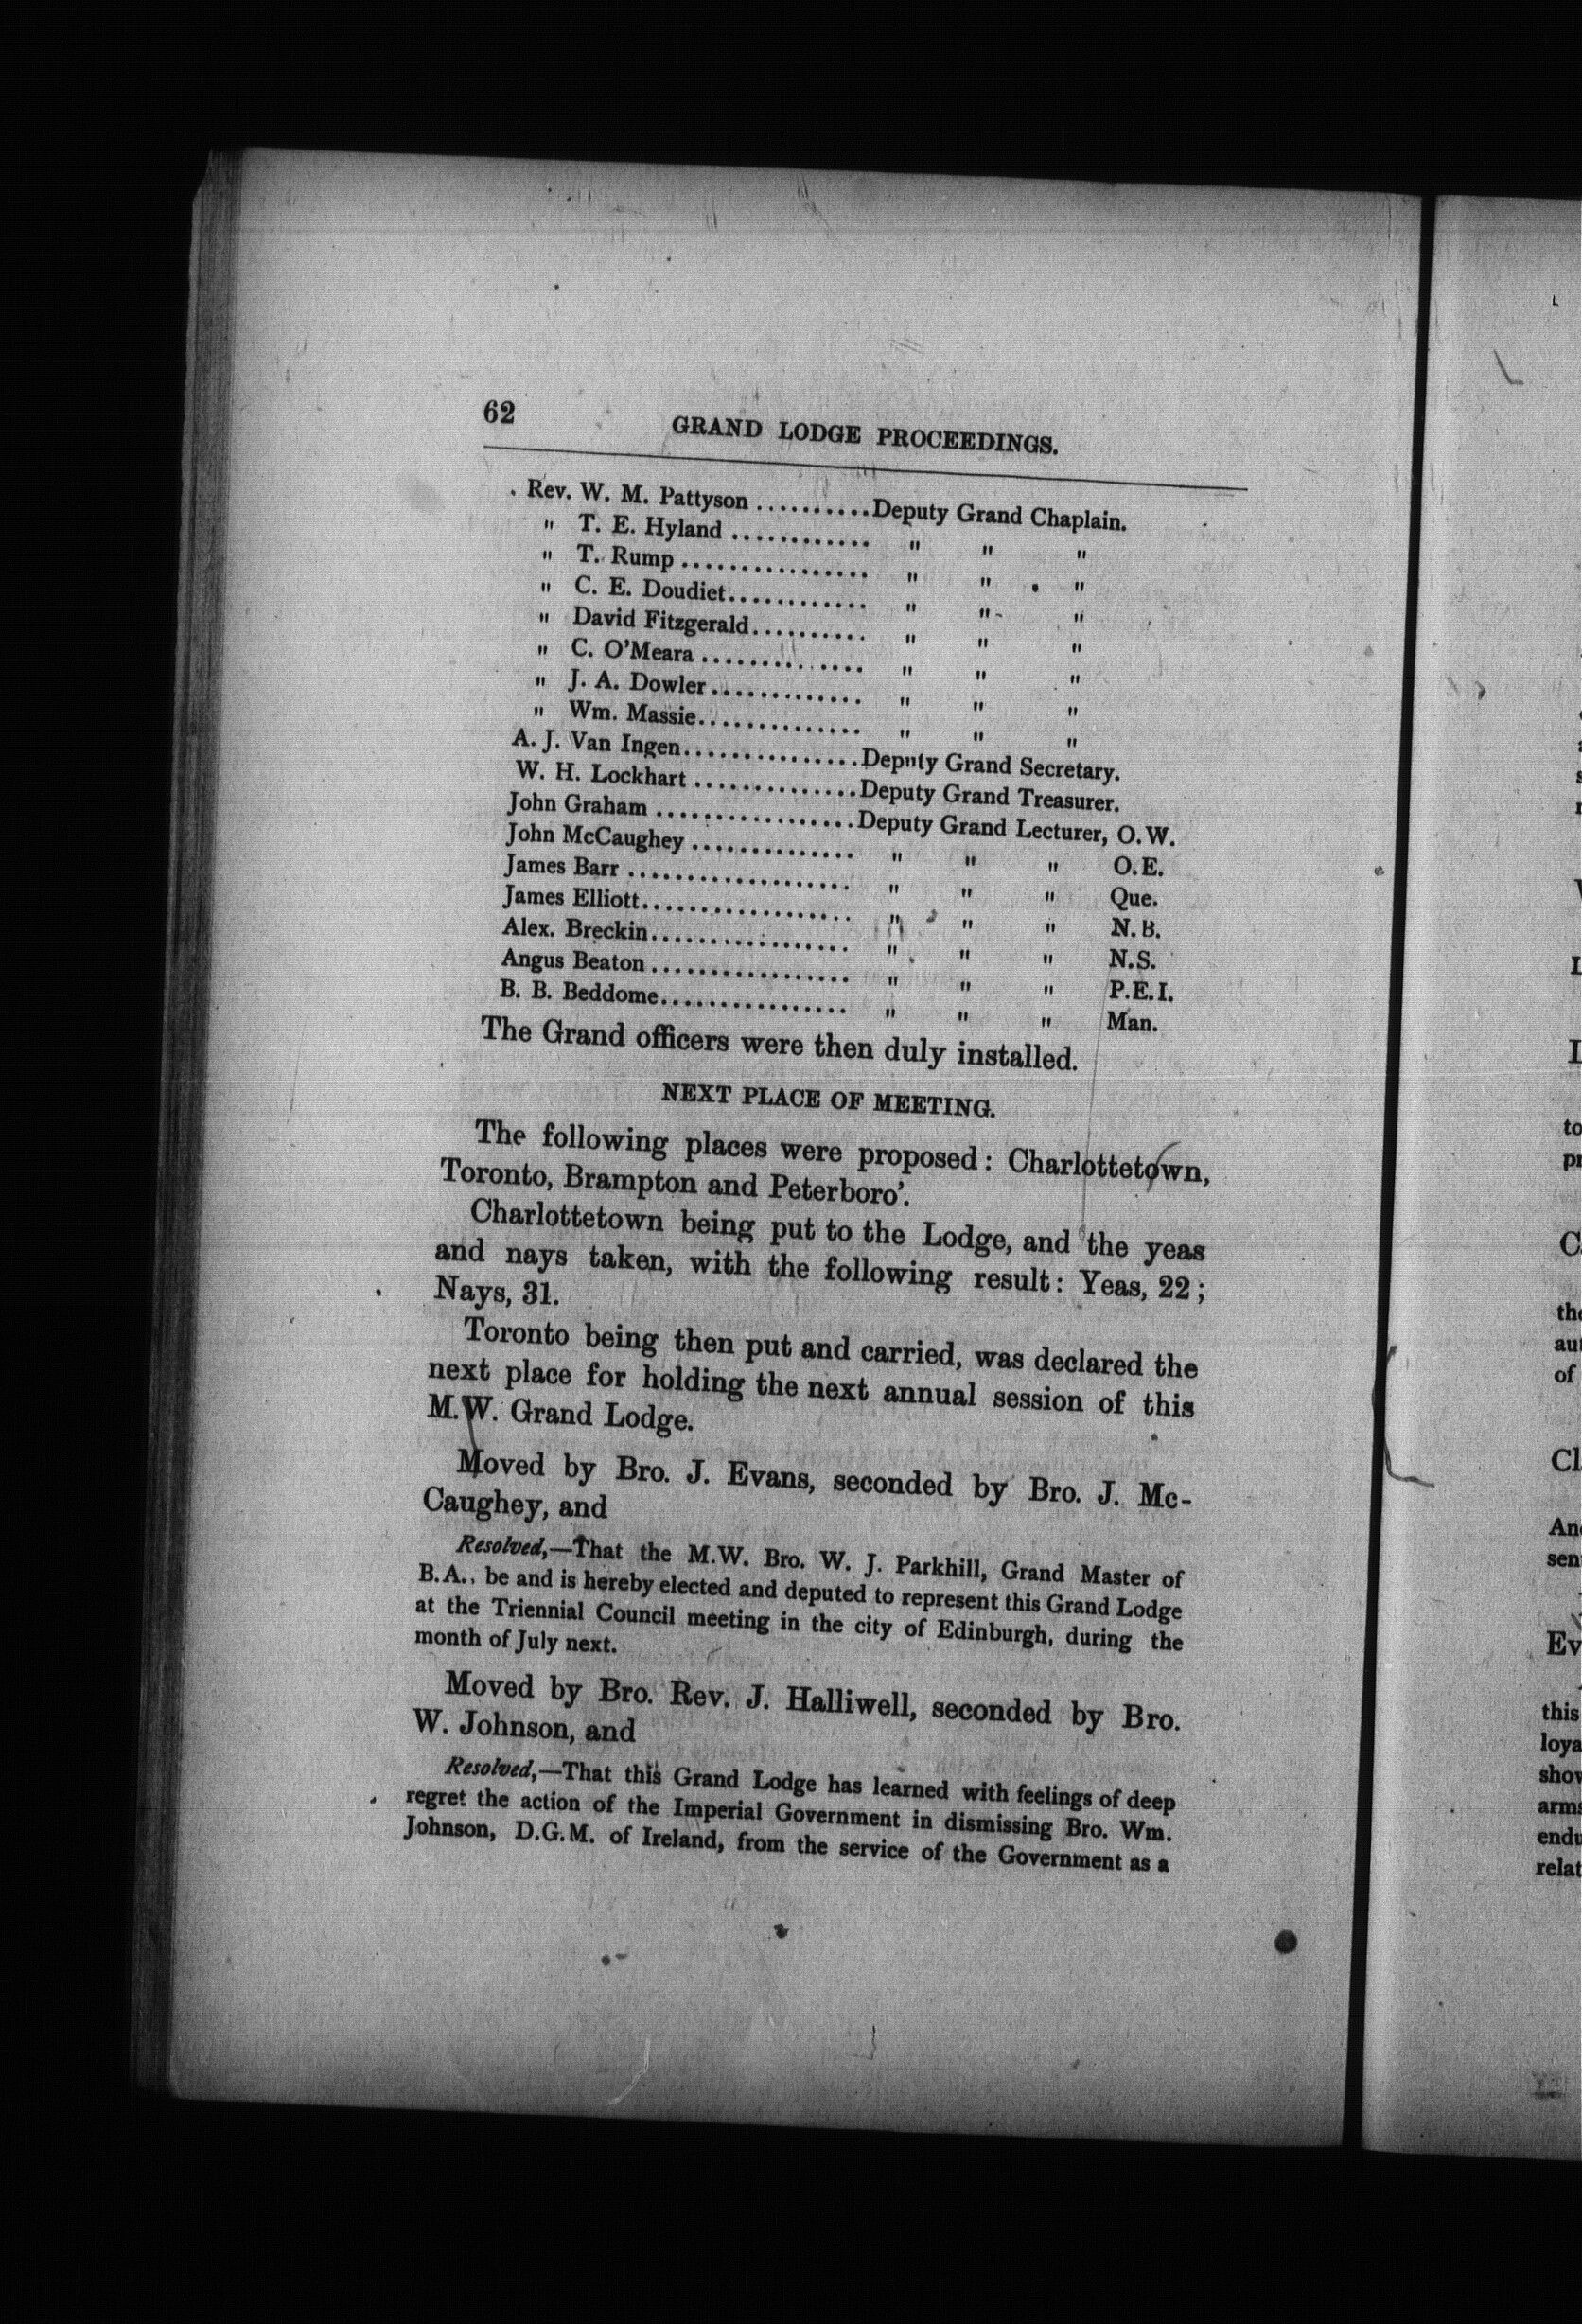 62
GRAND LODGE PROCEEDINGS.
Rev. W. M. Pattyson ..........Deputy Grand Chaplain.
" T. E. Hyland ............ " " "
" T. Rump ................ " " "
" C. E. Doudiet............ " " "
" David Fitzgerald.......... " " "
" C. O'Meara .............. " " "
" J. A. Dowler............. " " "
" Wm. Massie.............. " " "
A. J. Van Ingen...............Deputy Grand Secretary.
W. H. Lockhart ..............Deputy Grand Treasurer.
John Graham .................Deputy Grand Lecturer, O.W.
John McCaughey .............. " " " O.E.
James Barr ................... " " " Que.
James Elliott.................. " " " N.B.
Alex. Breckin................. " " " N.S.
Angus Beaton ................. " " " P.E.I.
B. B. Beddome................ " " " Man.
The Grand officers were then duly installed.
NEXT PLACE OF MEETING.
The following places were proposed: Charlottetown,
Toronto, Brampton and Peterboro'.
Charlottetown being put to the Lodge, and the yeas
and nays taken, with the following result: Yeas, 22;
Nays, 31.
Toronto being then put and carried, was declared the
next place for holding the next annual session of this
M.W. Grand Lodge.
Moved by Bro. J. Evans, seconded by Bro. J. Mc-
Caughey, and
Resolved,—That the M.W. Bro. W. J. Parkhill, Grand Master of
B.A., be and is hereby elected and deputed to represent this Grand Lodge
at the Triennial Council meeting in the city of Edinburgh, during the
month of July next.
Moved by Bro. Rev. J. Halliwell, seconded by Bro.
W. Johnson, and
Resolved,—That this Grand Lodge has learned with feelings of deep
regret the action of the Imperial Government in dismissing Bro. Wm.
Johnson, D.G.M. of Ireland, from the service of the Government as a